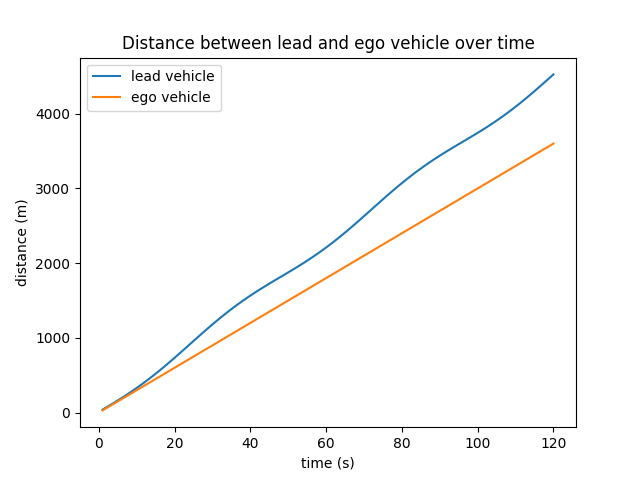 Distance between lead and ego vehicle over time
lead vehicle
ego vehicle
distance (m)
4000
3000
2000
1000
0
0 20 40 60 80 100 120
time (s)